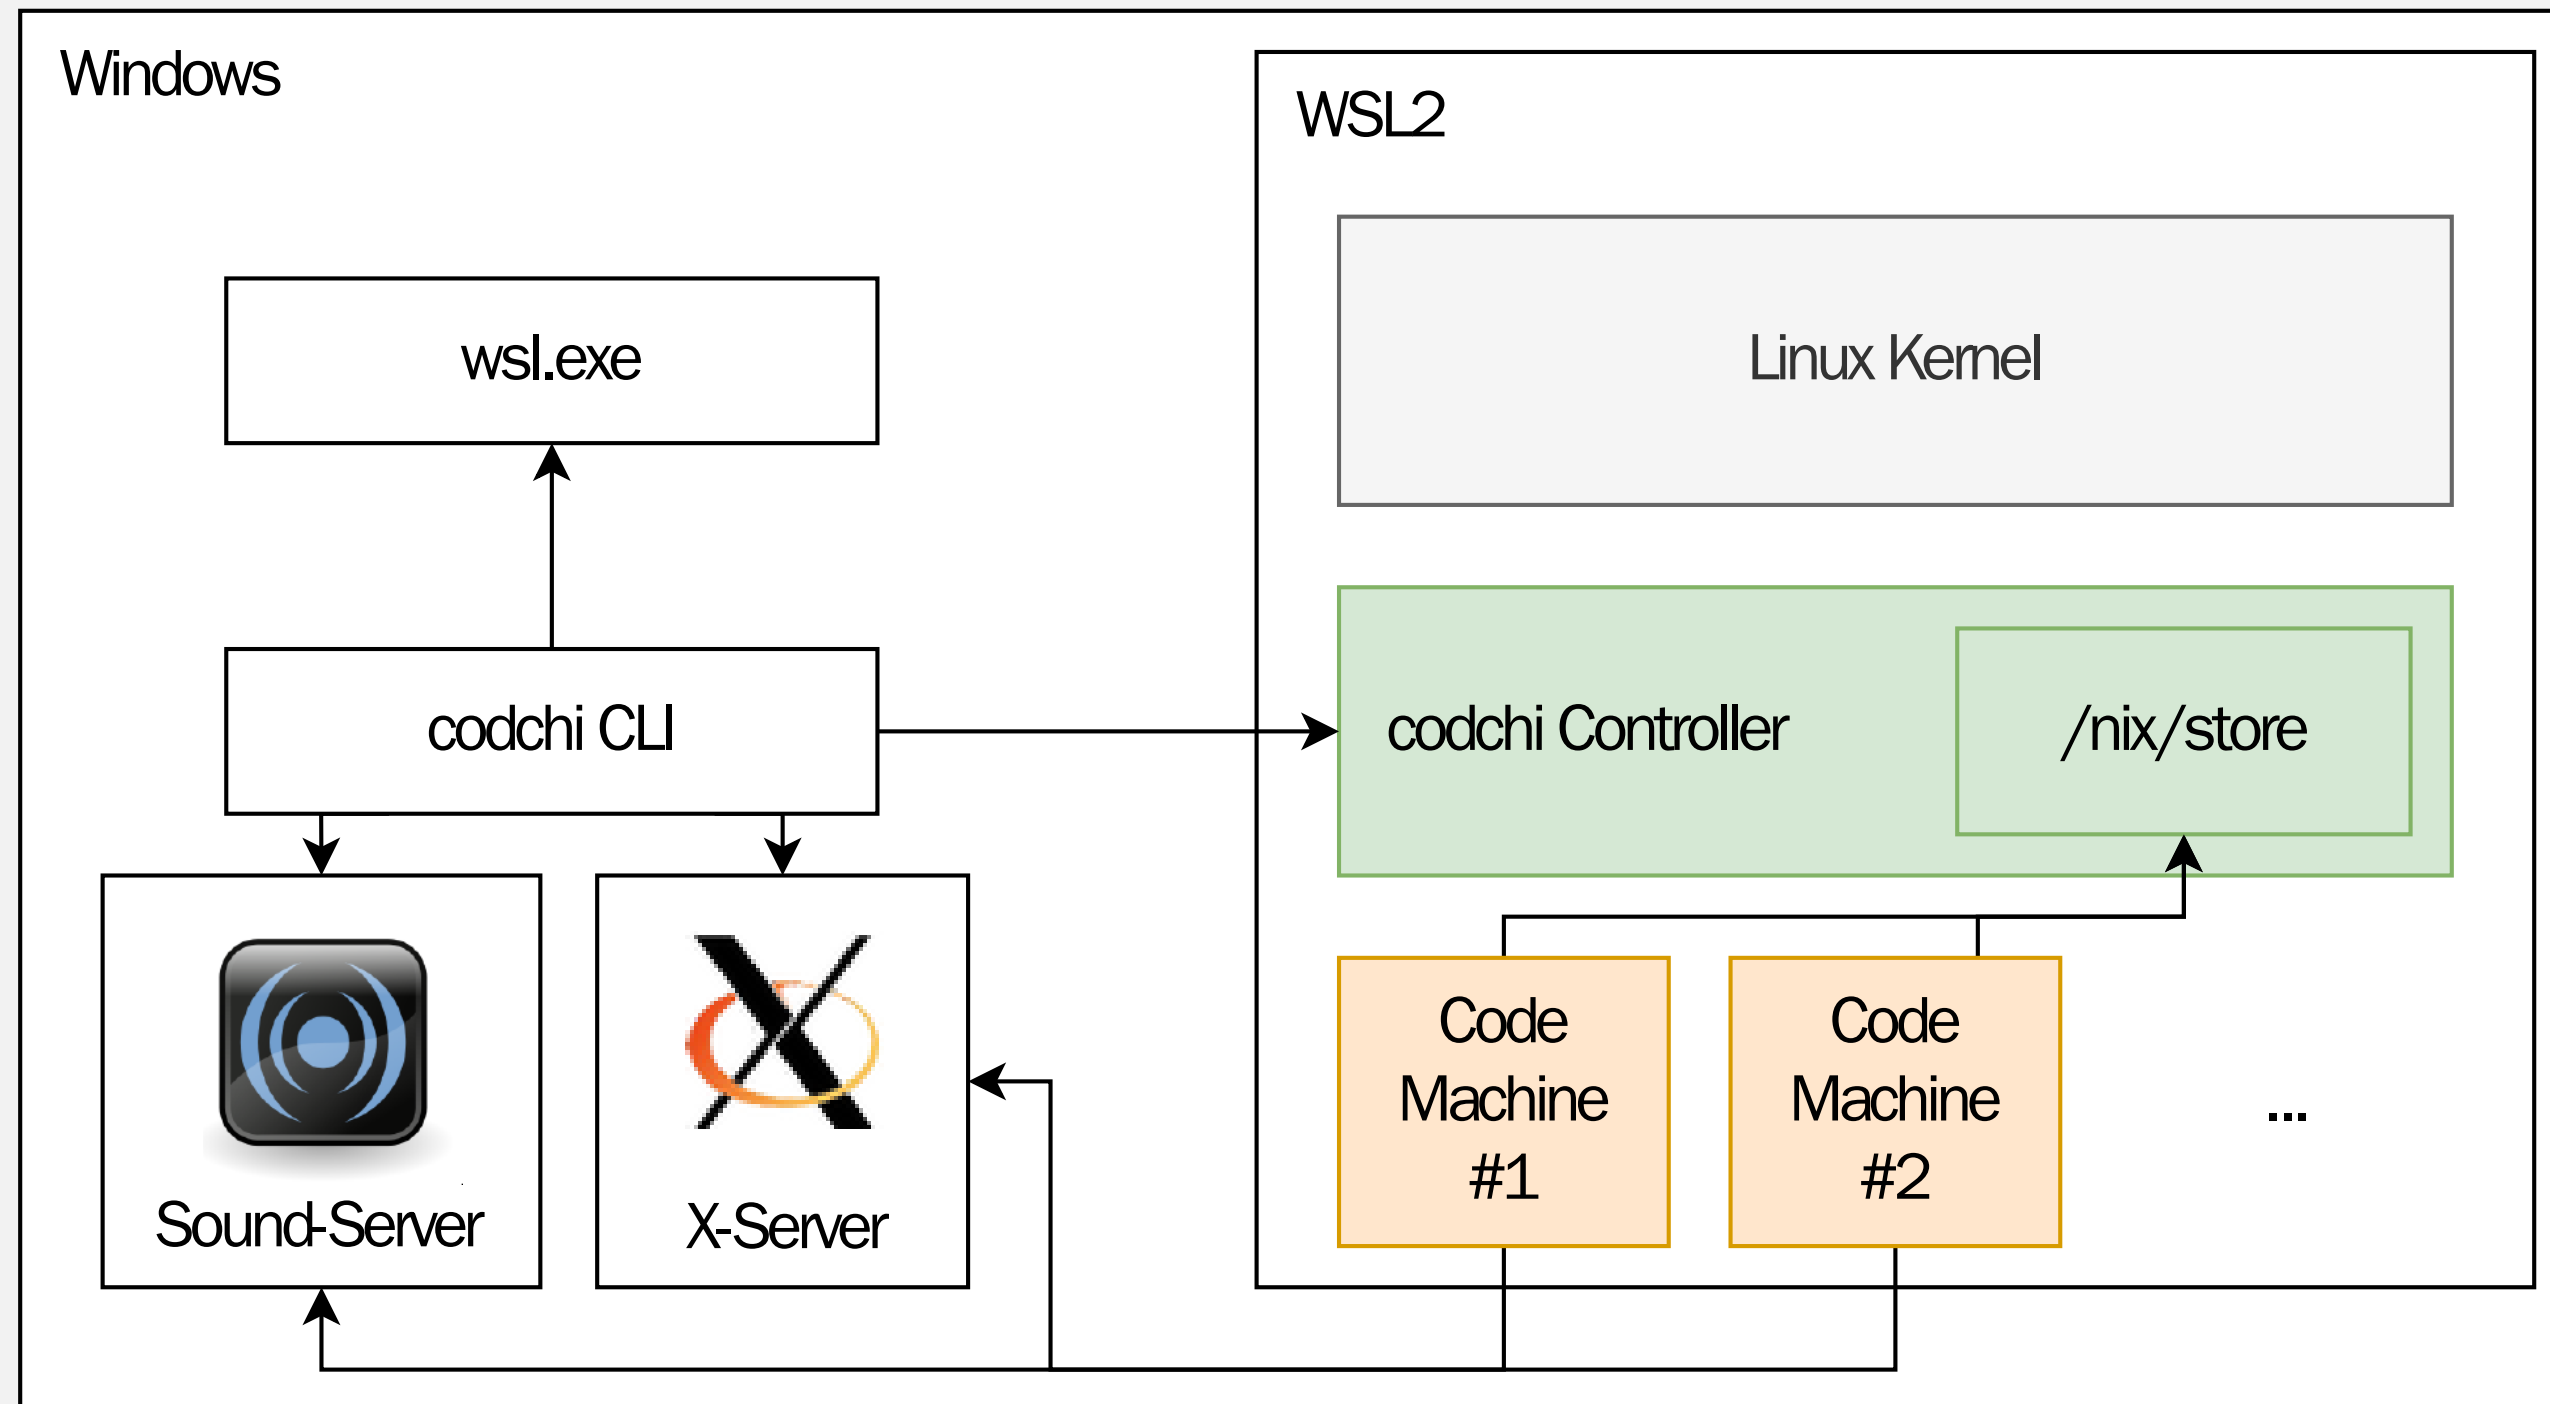 Windows
WSL2
wsl.exe
Linux Kernel
codchi CLI
codchi Controller
/nix/store
Sound-Server
X-Server
Code
Machine
#1
Code
Machine
#2
...